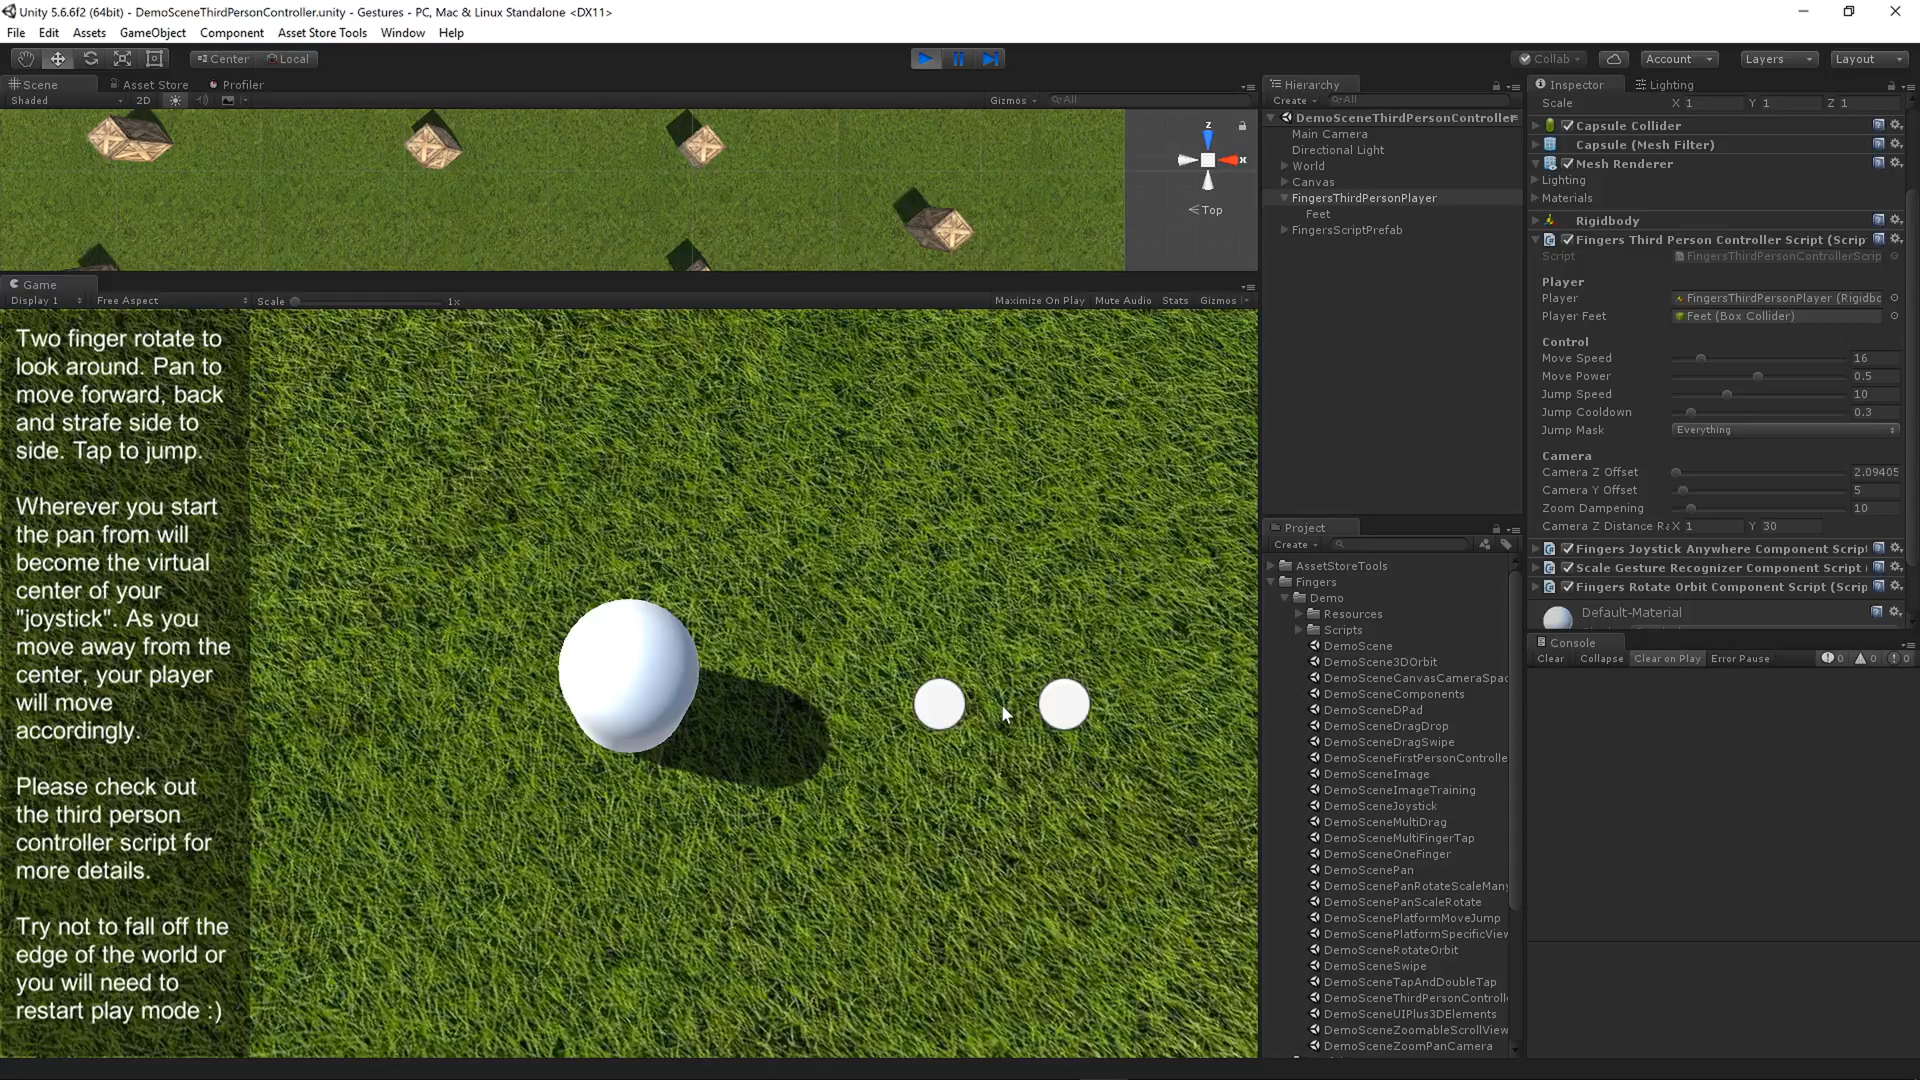 Unity 5.6.6f2 (64bit) - DemoSceneThirdPersonController.unity - Gestures - PC, Mac & Linux Standalone <DX11>
File Edit Assets GameObject Component Asset Store Tools Window Help
Center Local
Collab Account Layers Layout
Scene Asset Store Profiler
Shaded 2D Gizmos All
z
x
Top
Game
Display 1 Free Aspect Scale 1x Maximize On Play Mute Audio Stats Gizmos
Two finger rotate to
look around. Pan to
move forward, back
and strafe side to
side. Tap to jump.
Wherever you start
the pan from will
become the virtual
center of your
"joystick". As you
move away from the
center, your player
will move
accordingly.
Please check out
the third person
controller script for
more details.
Try not to fall off the
edge of the world or
you will need to
restart play mode :)
Hierarchy
Create All
DemoSceneThirdPersonController
Main Camera
Directional Light
World
Canvas
FingersThirdPersonPlayer
Feet
FingersScriptPrefab
Project
Create
AssetStoreTools
Fingers
Demo
Resources
Scripts
DemoScene
DemoScene3DOrbit
DemoSceneCanvasCameraSpac
DemoSceneComponents
DemoSceneDPad
DemoSceneDragDrop
DemoSceneDragSwipe
DemoSceneFirstPersonControlle
DemoSceneImage
DemoSceneImageTraining
DemoSceneJoystick
DemoSceneMultiDrag
DemoSceneMultiFingerTap
DemoSceneOneFinger
DemoScenePan
DemoScenePanRotateScaleMany
DemoScenePanScaleRotate
DemoScenePlatformMoveJump
DemoScenePlatformSpecificView
DemoSceneRotateOrbit
DemoSceneSwipe
DemoSceneTapAndDoubleTap
DemoSceneThirdPersonControlle
DemoSceneUIPlus3DElements
DemoSceneZoomableScrollView
DemoSceneZoomPanCamera
Inspector Lighting
Scale X 1 Y 1 Z 1
Capsule Collider
Capsule (Mesh Filter)
Mesh Renderer
Lighting
Materials
Rigidbody
Fingers Third Person Controller Script (Scrip
Script FingersThirdPersonControllerScrip
Player
Player FingersThirdPersonPlayer (Rigidbo
Player Feet Feet (Box Collider)
Control
Move Speed 16
Move Power 0.5
Jump Speed 10
Jump Cooldown 0.3
Jump Mask Everything
Camera
Camera Z Offset 2.09405
Camera Y Offset 5
Zoom Dampening 10
Camera Z Distance Ra X 1 Y 30
Fingers Joystick Anywhere Component Script
Scale Gesture Recognizer Component Script
Fingers Rotate Orbit Component Script (Scrip
Default-Material
Console
Clear Collapse Clear on Play Error Pause 0 0 0